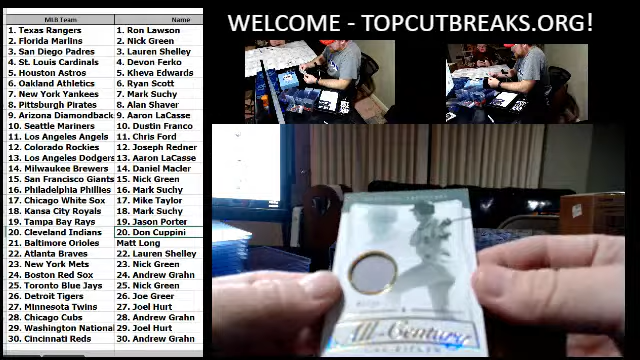 WELCOME - TOPCUTBREAKS.ORG!
MLB Team Name
1. Texas Rangers 1. Ron Lawson
2. Florida Marlins 2. Nick Green
3. San Diego Padres 3. Lauren Shelley
4. St. Louis Cardinals 4. Devon Ferko
5. Houston Astros 5. Kheva Edwards
6. Oakland Athletics 6. Ryan Scott
7. New York Yankees 7. Mark Suchy
8. Pittsburgh Pirates 8. Alan Shaver
9. Arizona Diamondback 9. Aaron LaCasse
10. Seattle Mariners 10. Dustin Franco
11. Los Angeles Angels 11. Chris Ford
12. Colorado Rockies 12. Joseph Redner
13. Los Angeles Dodgers 13. Aaron LaCasse
14. Milwaukee Brewers 14. Daniel Macler
15. San Francisco Giants 15. Nick Green
16. Philadelphia Phillies 16. Mark Suchy
17. Chicago White Sox 17. Mike Taylor
18. Kansa City Royals 18. Mark Suchy
19. Tampa Bay Rays 19. Jason Porter
20. Cleveland Indians 20. Don Cuppini
21. Baltimore Orioles Matt Long
22. Atlanta Braves 22. Lauren Shelley
23. New York Mets 23. Nick Green
24. Boston Red Sox 24. Andrew Grahn
25. Toronto Blue Jays 25. Nick Green
26. Detroit Tigers 26. Joe Greer
27. Minnesota Twins 27. Joel Hurt
28. Chicago Cubs 28. Andrew Grahn
29. Washington National 29. Joel Hurt
30. Cincinnati Reds 30. Andrew Grahn
All-Century
CAL RIPKEN